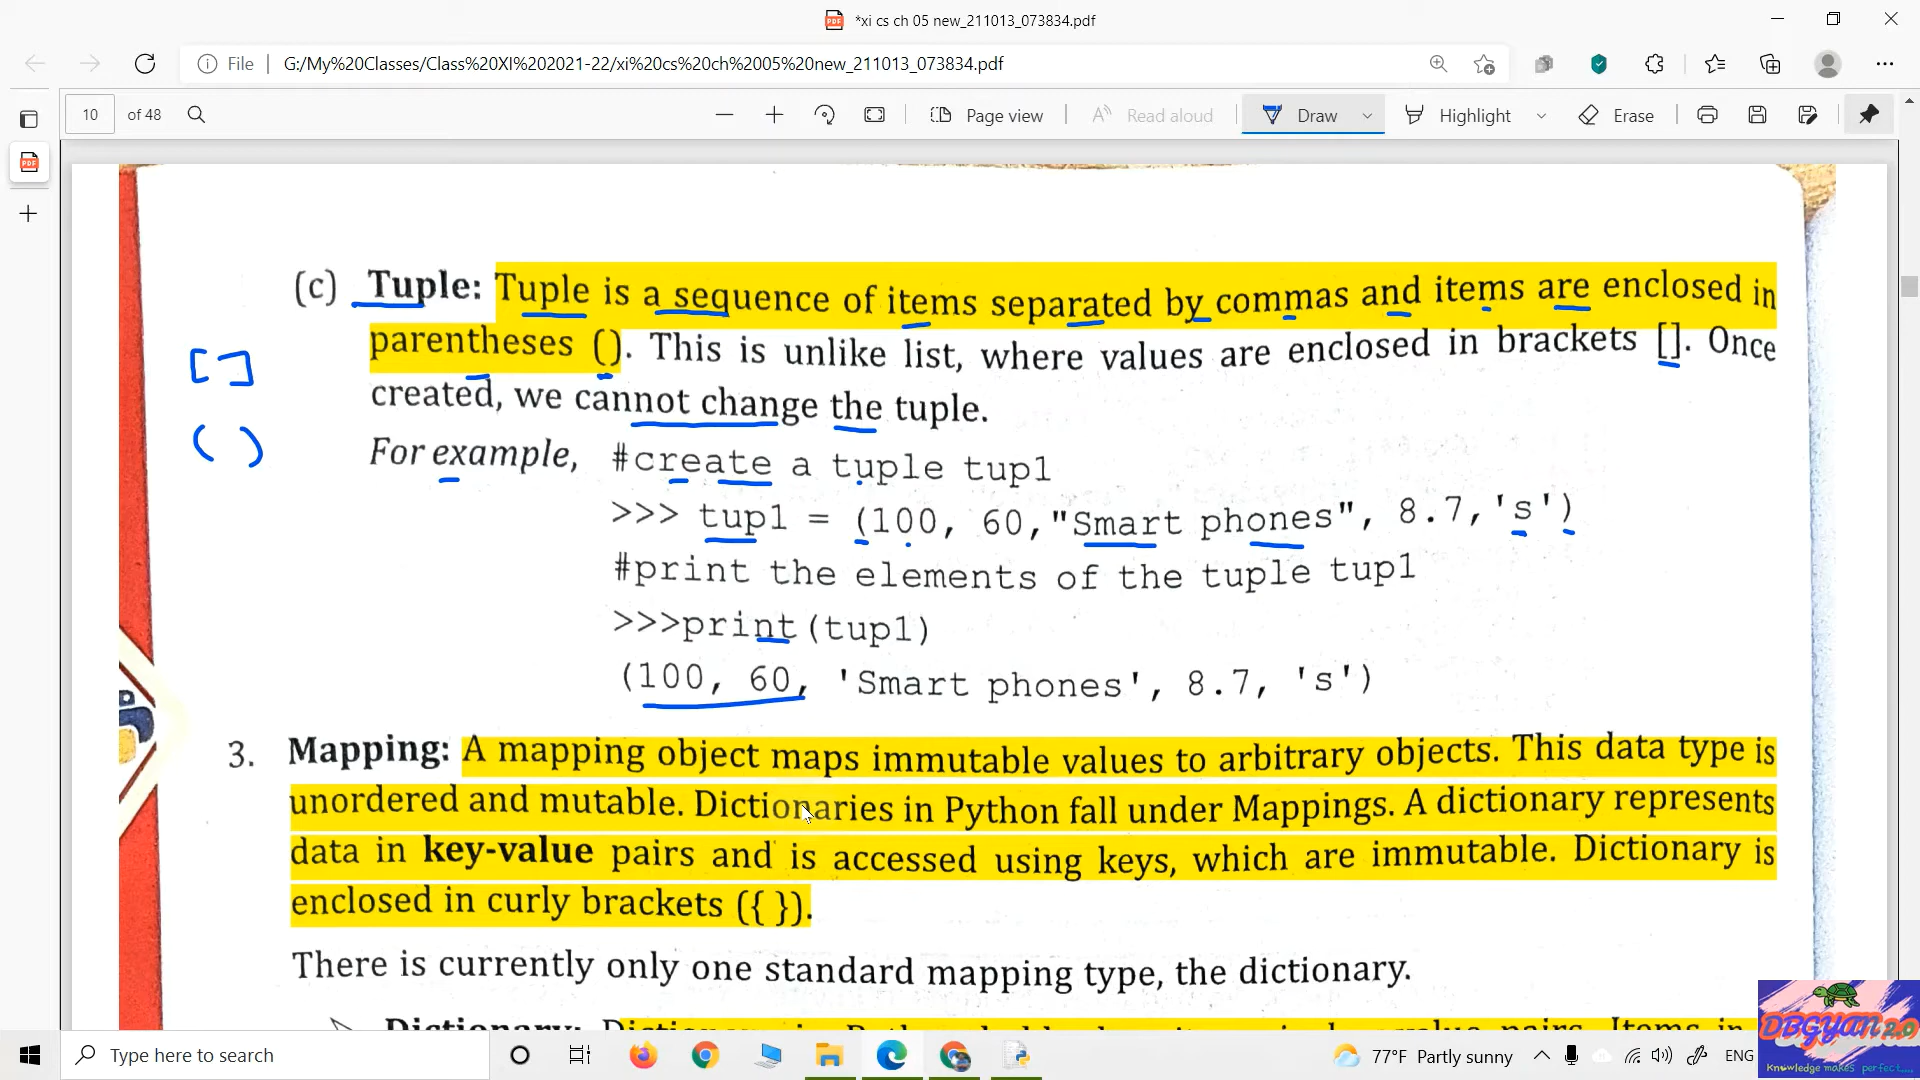 *xi cs ch 05 new_211013_073834.pdf
File | G:/My%20Classes/Class%20XI%202021-22/xi%20cs%20ch%2005%20new_211013_073834.pdf
10 of 48 Page view Read aloud Draw Highlight Erase
(c) Tuple: Tuple is a sequence of items separated by commas and items are enclosed in
parentheses (). This is unlike list, where values are enclosed in brackets []. Once
created, we cannot change the tuple.
[ ]
( )
For example, #create a tuple tup1
>>> tup1 = (100, 60,"Smart phones", 8.7,'s')
#print the elements of the tuple tup1
>>>print(tup1)
(100, 60, 'Smart phones', 8.7, 's')
3. Mapping: A mapping object maps immutable values to arbitrary objects. This data type is
unordered and mutable. Dictionaries in Python fall under Mappings. A dictionary represents
data in key-value pairs and is accessed using keys, which are immutable. Dictionary is
enclosed in curly brackets ({ }).
There is currently only one standard mapping type, the dictionary.
Dictionary:
Type here to search
77°F Partly sunny
ENG
DBGyan 2.0
Knowledge makes perfect....